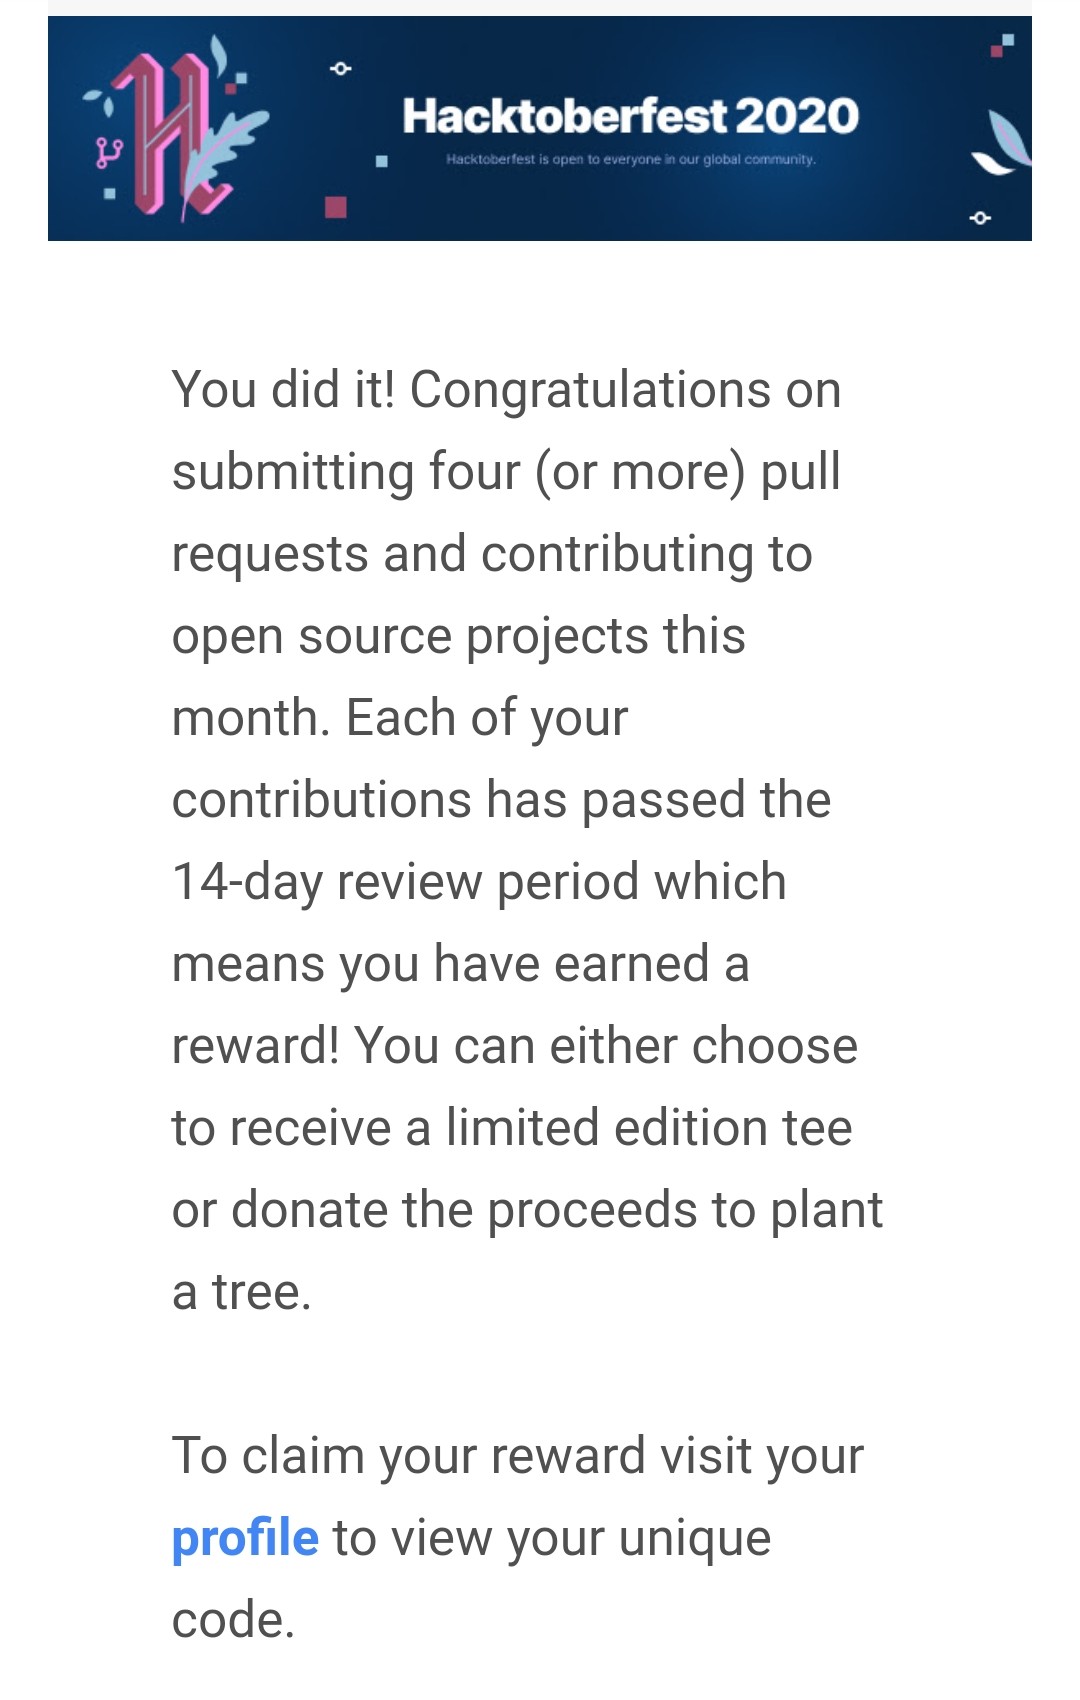 Hacktoberfest 2020
Hacktoberfest is open to everyone in our global community.
You did it! Congratulations on
submitting four (or more) pull
requests and contributing to
open source projects this
month. Each of your
contributions has passed the
14-day review period which
means you have earned a
reward! You can either choose
to receive a limited edition tee
or donate the proceeds to plant
a tree.
To claim your reward visit your
profile to view your unique
code.